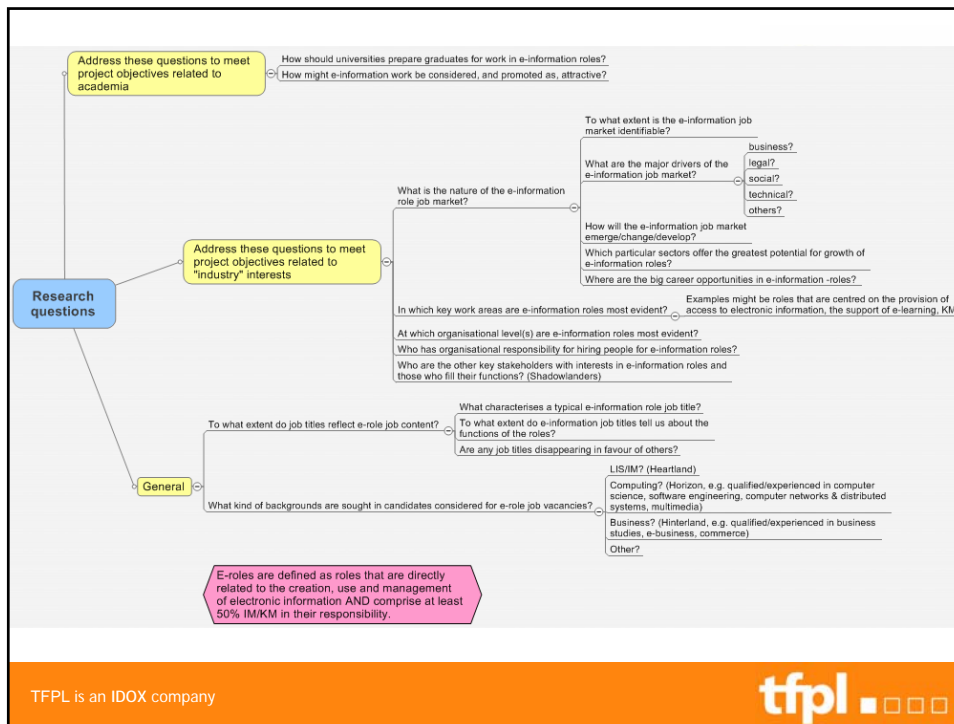 Address these questions to meet
project objectives related to
academia
How should universities prepare graduates for work in e-information roles?
How might e-information work be considered, and promoted as, attractive?
Research
questions
Address these questions to meet
project objectives related to
"industry" interests
What is the nature of the e-information
role job market?
To what extent is the e-information job
market identifiable?
What are the major drivers of the
e-information job market?
business?
legal?
social?
technical?
others?
How will the e-information job market
emerge/change/develop?
Which particular sectors offer the greatest potential for growth of
e-information roles?
Where are the big career opportunities in e-information -roles?
In which key work areas are e-information roles most evident?
Examples might be roles that are centred on the provision of
access to electronic information, the support of e-learning, KM
At which organisational level(s) are e-information roles most evident?
Who has organisational responsibility for hiring people for e-information roles?
Who are the other key stakeholders with interests in e-information roles and
those who fill their functions? (Shadowlanders)
General
To what extent do job titles reflect e-role job content?
What characterises a typical e-information role job title?
To what extent do e-information job titles tell us about the
functions of the roles?
Are any job titles disappearing in favour of others?
What kind of backgrounds are sought in candidates considered for e-role job vacancies?
LIS/IM? (Heartland)
Computing? (Horizon, e.g. qualified/experienced in computer
science, software engineering, computer networks & distributed
systems, multimedia)
Business? (Hinterland, e.g. qualified/experienced in business
studies, e-business, commerce)
Other?
E-roles are defined as roles that are directly
related to the creation, use and management
of electronic information AND comprise at least
50% IM/KM in their responsibility.
TFPL is an IDOX company
tfpl